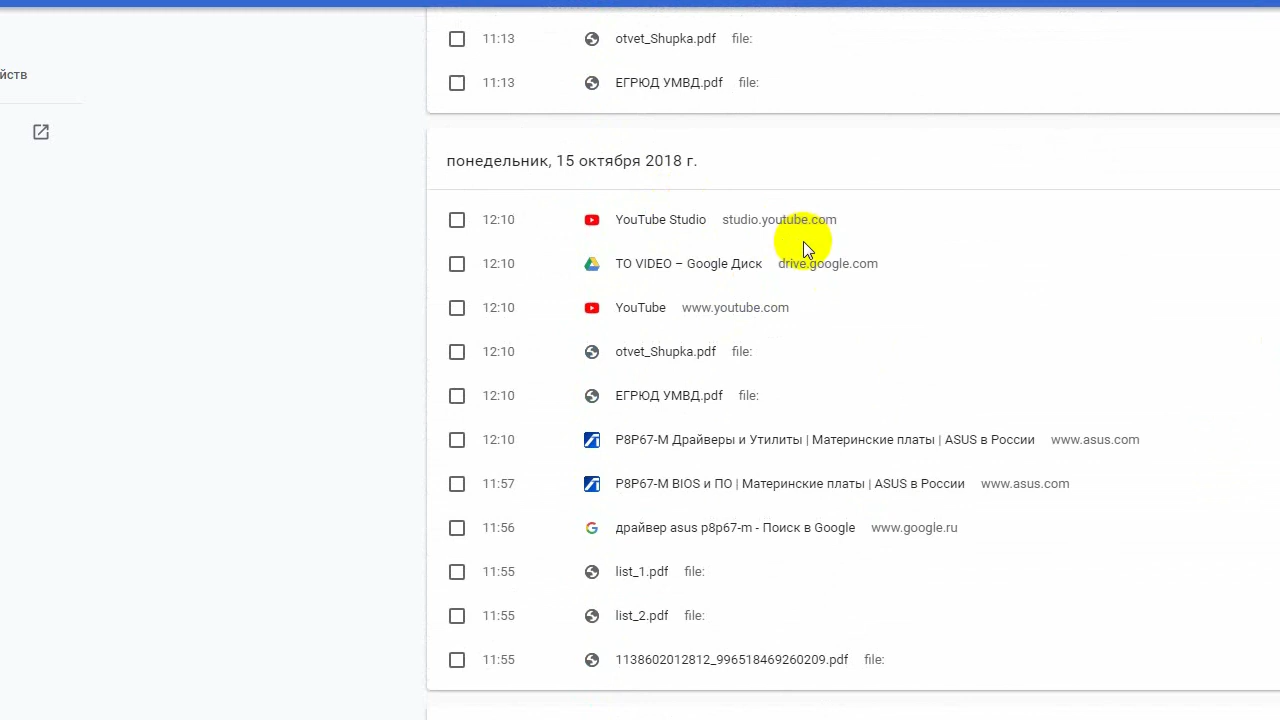 11:13 otvet_Shupka.pdf file:
йств
11:13 ЕГРЮД УМВД.pdf file:
понедельник, 15 октября 2018 г.
12:10 YouTube Studio studio.youtube.com
12:10 TO VIDEO – Google Диск drive.google.com
12:10 YouTube www.youtube.com
12:10 otvet_Shupka.pdf file:
12:10 ЕГРЮД УМВД.pdf file:
12:10 P8P67-M Драйверы и Утилиты | Материнские платы | ASUS в России www.asus.com
11:57 P8P67-M BIOS и ПО | Материнские платы | ASUS в России www.asus.com
11:56 драйвер asus p8p67-m - Поиск в Google www.google.ru
11:55 list_1.pdf file:
11:55 list_2.pdf file:
11:55 1138602012812_996518469260209.pdf file: